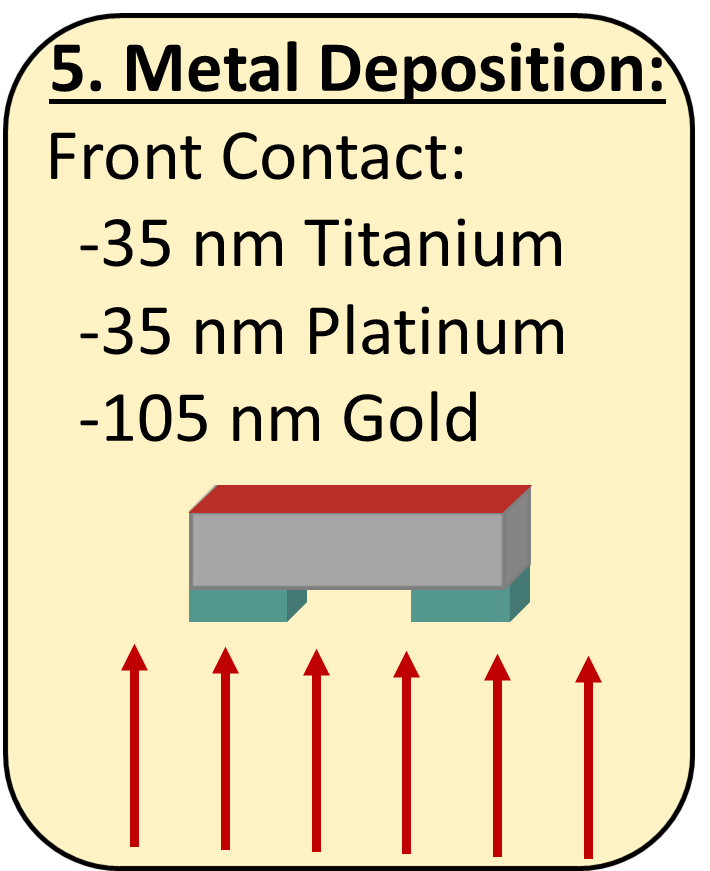 5. Metal Deposition:
Front Contact:
-35 nm Titanium
-35 nm Platinum
-105 nm Gold